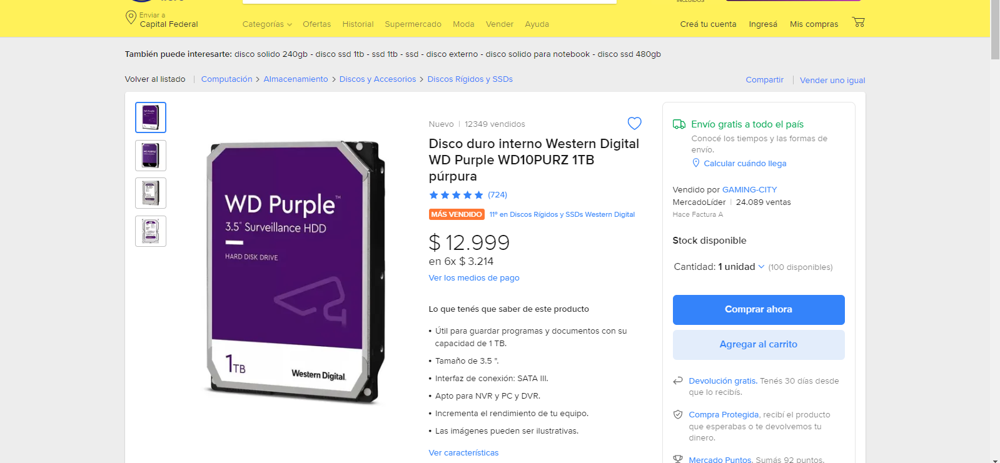 Enviar a
Capital Federal
Categorías Ofertas Historial Supermercado Moda Vender Ayuda
Creá tu cuenta Ingresá Mis compras
También puede interesarte: disco solido 240gb - disco ssd 1tb - ssd 1tb - ssd - disco externo - disco solido para notebook - disco ssd 480gb
Volver al listado | Computación > Almacenamiento > Discos y Accesorios > Discos Rígidos y SSDs
Compartir | Vender uno igual
WD Purple™
3.5" Surveillance HDD
HARD DISK DRIVE
1TB
Western Digital.
Nuevo | 12349 vendidos
Disco duro interno Western Digital
WD Purple WD10PURZ 1TB
púrpura
(724)
MÁS VENDIDO 11º en Discos Rígidos y SSDs Western Digital
$ 12.999
en 6x $ 3.214
Ver los medios de pago
Lo que tenés que saber de este producto
• Útil para guardar programas y documentos con su
capacidad de 1 TB.
• Tamaño de 3.5 ".
• Interfaz de conexión: SATA III.
• Apto para NVR y PC y DVR.
• Incrementa el rendimiento de tu equipo.
• Las imágenes pueden ser ilustrativas.
Ver características
Envío gratis a todo el país
Conocé los tiempos y las formas de
envío.
Calcular cuándo llega
Vendido por GAMING-CITY
MercadoLíder | 24.089 ventas
Hace Factura A
Stock disponible
Cantidad: 1 unidad (100 disponibles)
Comprar ahora
Agregar al carrito
Devolución gratis. Tenés 30 días desde
que lo recibís.
Compra Protegida, recibí el producto
que esperabas o te devolvemos tu
dinero.
Mercado Puntos. Sumás 92 puntos.